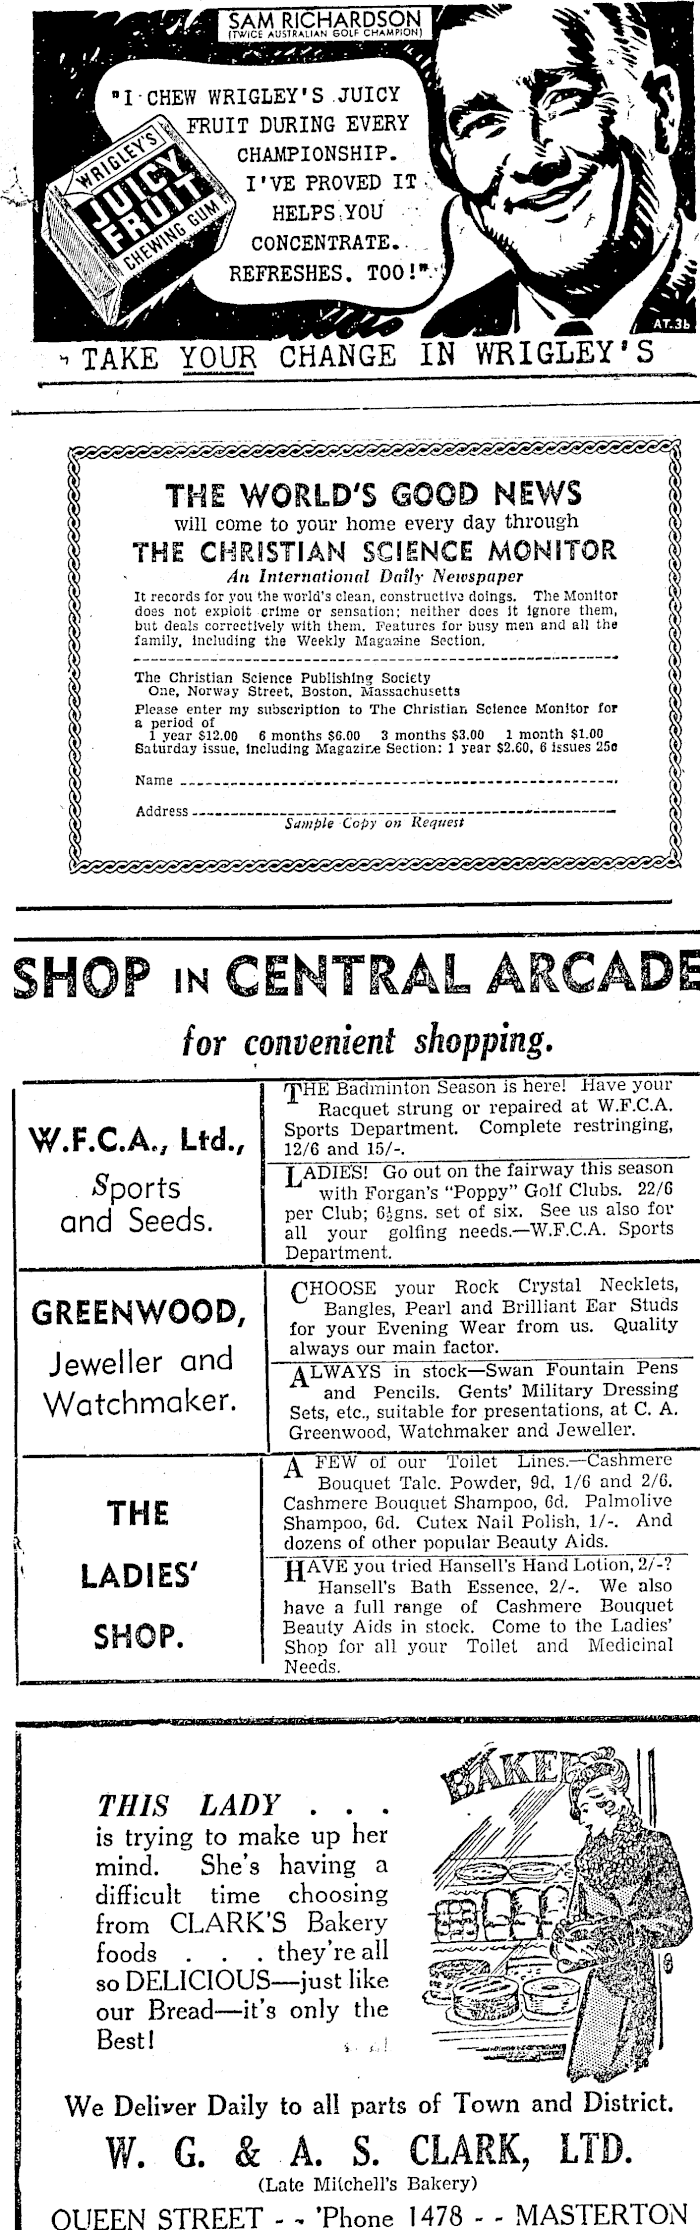 SAM RICHARDSON
(TWICE AUSTRALIAN GOLF CHAMPION)
"I CHEW WRIGLEY'S JUICY
FRUIT DURING EVERY
CHAMPIONSHIP.
I'VE PROVED IT
HELPS YOU
CONCENTRATE.
REFRESHES. TOO!"
WRIGLEY'S
JUICY
FRUIT
CHEWING GUM
AT.36
TAKE YOUR CHANGE IN WRIGLEY'S
THE WORLD'S GOOD NEWS
will come to your home every day through
THE CHRISTIAN SCIENCE MONITOR
An International Daily Newspaper
It records for you the world's clean, constructive doings. The Monitor
does not exploit crime or sensation; neither does it ignore them,
but deals correctively with them. Features for busy men and all the
family, including the Weekly Magazine Section.
The Christian Science Publishing Society
One, Norway Street, Boston, Massachusetts
Please enter my subscription to The Christian Science Monitor for
a period of
1 year $12.00 6 months $6.00 3 months $3.00 1 month $1.00
Saturday issue, including Magazine Section: 1 year $2.60, 6 issues 25c
Name
Address
Sample Copy on Request
SHOP IN CENTRAL ARCADE
for convenient shopping.
W.F.C.A., Ltd.,
Sports
and Seeds.
THE Badminton Season is here! Have your
Racquet strung or repaired at W.F.C.A.
Sports Department. Complete restringing,
12/6 and 15/-.
LADIES! Go out on the fairway this season
with Forgan's "Poppy" Golf Clubs. 22/6
per Club; 6½gns. set of six. See us also for
all your golfing needs.—W.F.C.A. Sports
Department.
GREENWOOD,
Jeweller and
Watchmaker.
CHOOSE your Rock Crystal Necklets,
Bangles, Pearl and Brilliant Ear Studs
for your Evening Wear from us. Quality
always our main factor.
ALWAYS in stock—Swan Fountain Pens
and Pencils. Gents' Military Dressing
Sets, etc., suitable for presentations, at C. A.
Greenwood, Watchmaker and Jeweller.
THE
LADIES'
SHOP.
A FEW of our Toilet Lines.—Cashmere
Bouquet Talc. Powder, 9d, 1/6 and 2/6.
Cashmere Bouquet Shampoo, 6d. Palmolive
Shampoo, 6d. Cutex Nail Polish, 1/-. And
dozens of other popular Beauty Aids.
HAVE you tried Hansell's Hand Lotion, 2/-?
Hansell's Bath Essence, 2/-. We also
have a full range of Cashmere Bouquet
Beauty Aids in stock. Come to the Ladies'
Shop for all your Toilet and Medicinal
Needs.
BAKER
THIS LADY . . .
is trying to make up her
mind. She's having a
difficult time choosing
from CLARK'S Bakery
foods . . . they're all
so DELICIOUS—just like
our Bread—it's only the
Best!
We Deliver Daily to all parts of Town and District.
W. G. & A. S. CLARK, LTD.
(Late Mitchell's Bakery)
QUEEN STREET - - 'Phone 1478 - - MASTERTON